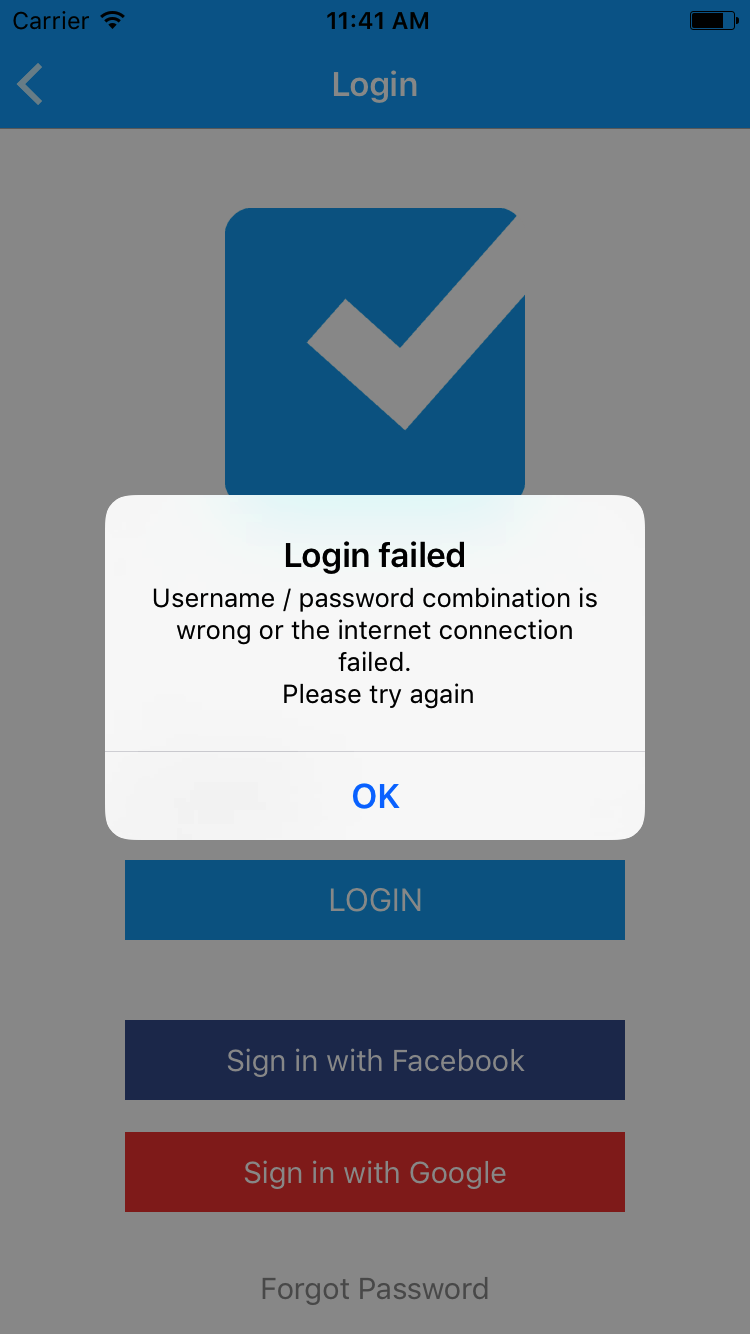 Carrier 11:41 AM
Login
Login failed
Username / password combination is
wrong or the internet connection
failed.
Please try again
OK
LOGIN
Sign in with Facebook
Sign in with Google
Forgot Password